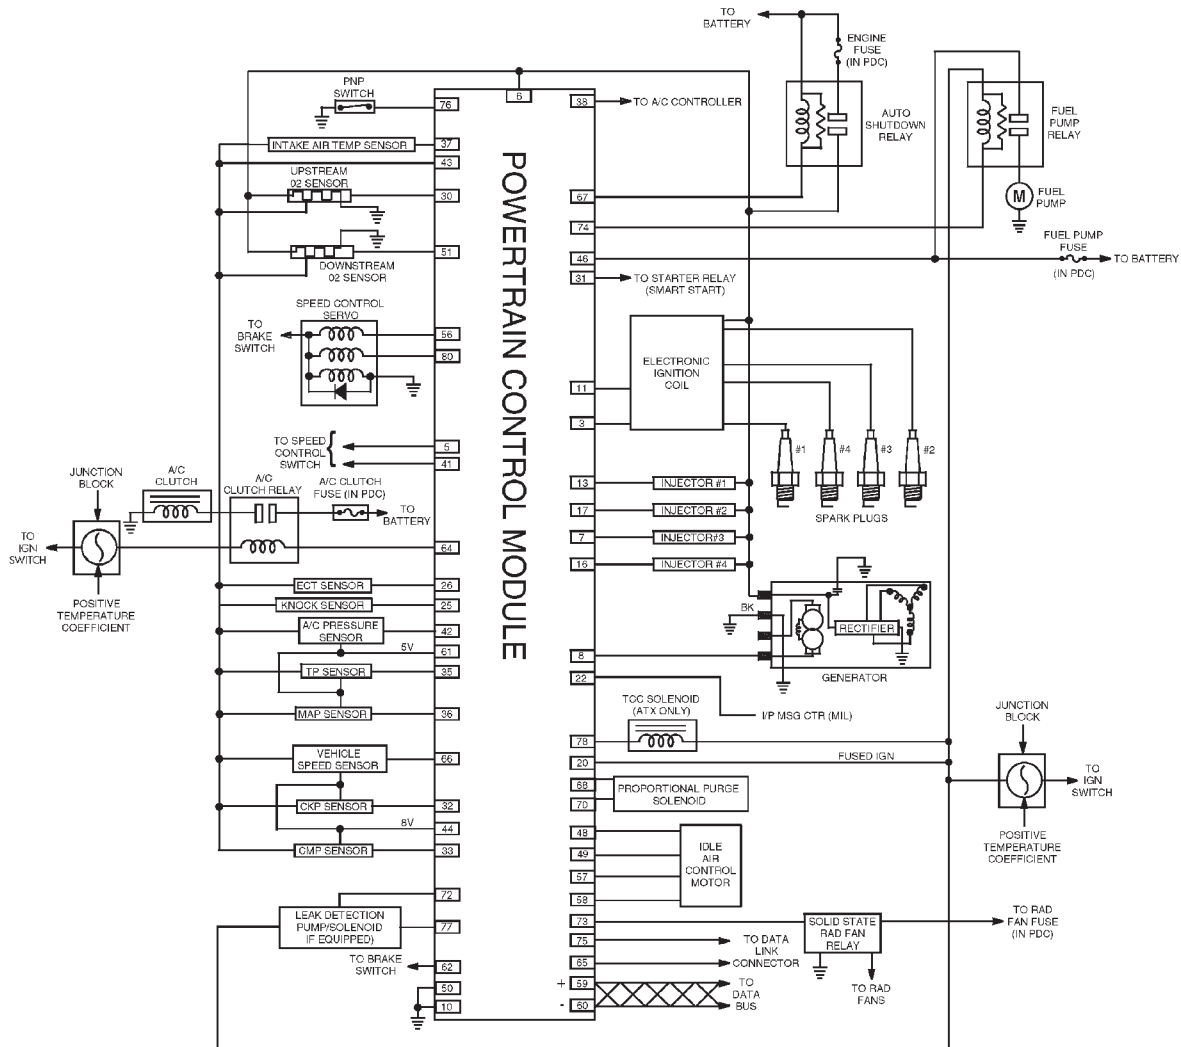 TO
BATTERY
ENGINE
FUSE
(IN PDC)
PNP
SWITCH
76
6
38
TO A/C CONTROLLER
AUTO
SHUTDOWN
RELAY
FUEL
PUMP
RELAY
INTAKE AIR TEMP SENSOR
37
43
UPSTREAM
02 SENSOR
30
67
M
FUEL
PUMP
74
FUEL PUMP
FUSE
(IN PDC)
TO BATTERY
51
DOWNSTREAM
02 SENSOR
46
31
TO STARTER RELAY
(SMART START)
POWERTRAIN CONTROL MODULE
SPEED CONTROL
SERVO
TO
BRAKE
SWITCH
56
80
ELECTRONIC
IGNITION
COIL
11
3
#1
#4
#3
#2
SPARK PLUGS
TO SPEED
CONTROL
SWITCH
5
41
JUNCTION
BLOCK
A/C
CLUTCH
A/C
CLUTCH RELAY
A/C CLUTCH
FUSE (IN PDC)
TO
BATTERY
TO
IGN
SWITCH
64
POSITIVE
TEMPERATURE
COEFFICIENT
13
INJECTOR #1
17
INJECTOR #2
7
INJECTOR#3
16
INJECTOR #4
ECT SENSOR
26
KNOCK SENSOR
25
A/C PRESSURE
SENSOR
42
5V
61
TP SENSOR
35
MAP SENSOR
36
BK
RECTIFIER
GENERATOR
8
22
I/P MSG CTR (MIL)
TCC SOLENOID
(ATX ONLY)
78
20
FUSED IGN
JUNCTION
BLOCK
TO
IGN
SWITCH
POSITIVE
TEMPERATURE
COEFFICIENT
VEHICLE
SPEED SENSOR
66
CKP SENSOR
32
8V
44
CMP SENSOR
33
68
70
PROPORTIONAL PURGE
SOLENOID
48
49
57
58
IDLE
AIR
CONTROL
MOTOR
72
LEAK DETECTION
PUMP/SOLENOID
IF EQUIPPED)
77
TO BRAKE
SWITCH
62
50
10
73
SOLID STATE
RAD FAN
RELAY
TO RAD
FAN FUSE
(IN PDC)
TO RAD
FANS
75
TO DATA
LINK
CONNECTOR
65
+
59
-
60
TO
DATA
BUS